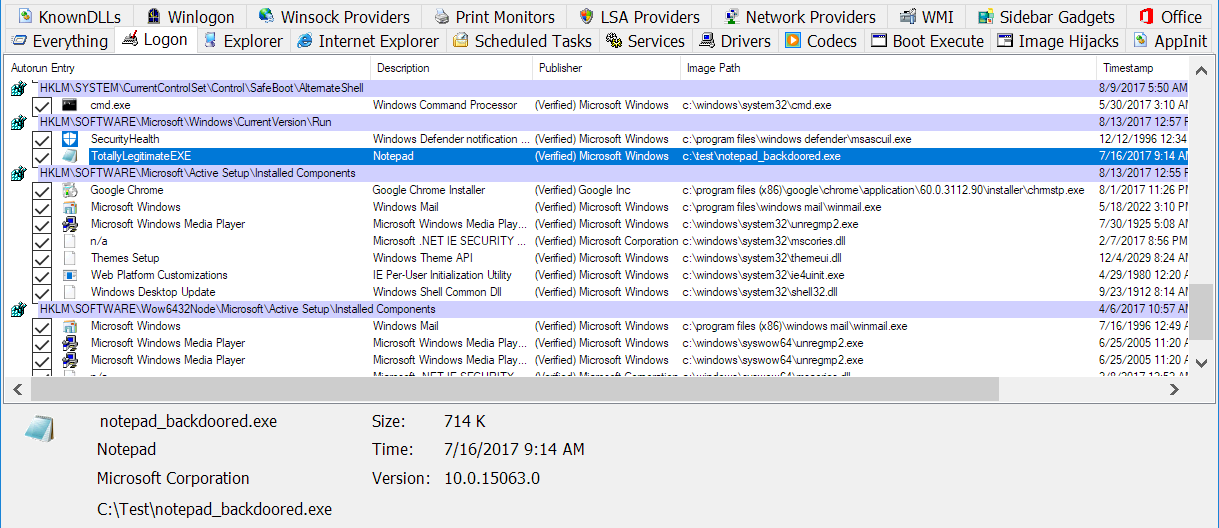 KnownDLLs Winlogon Winsock Providers Print Monitors LSA Providers Network Providers WMI Sidebar Gadgets Office
Everything Logon Explorer Internet Explorer Scheduled Tasks Services Drivers Codecs Boot Execute Image Hijacks AppInit
Autorun Entry Description Publisher Image Path Timestamp
HKLM\SYSTEM\CurrentControlSet\Control\SafeBoot\AlternateShell 8/9/2017 5:50 AM
cmd.exe Windows Command Processor (Verified) Microsoft Windows c:\windows\system32\cmd.exe 5/30/2017 3:10 A
HKLM\SOFTWARE\Microsoft\Windows\CurrentVersion\Run 8/13/2017 12:57 P
SecurityHealth Windows Defender notification ... (Verified) Microsoft Windows c:\program files\windows defender\msascuil.exe 12/12/1996 12:34
TotallyLegitimateEXE Notepad (Verified) Microsoft Windows c:\test\notepad_backdoored.exe 7/16/2017 9:14 A
HKLM\SOFTWARE\Microsoft\Active Setup\Installed Components 8/13/2017 12:55 P
Google Chrome Google Chrome Installer (Verified) Google Inc c:\program files (x86)\google\chrome\application\60.0.3112.90\installer\chrmstp.exe 8/1/2017 11:26 P
Microsoft Windows Windows Mail (Verified) Microsoft Windows c:\program files\windows mail\winmail.exe 5/18/2022 3:10 P
Microsoft Windows Media Player Microsoft Windows Media Play... (Verified) Microsoft Windows c:\windows\system32\unregmp2.exe 7/30/1925 5:08 A
n/a Microsoft .NET IE SECURITY ... (Verified) Microsoft Corporation c:\windows\system32\mscories.dll 2/7/2017 8:56 P
Themes Setup Windows Theme API (Verified) Microsoft Windows c:\windows\system32\themeui.dll 12/4/2029 8:24 A
Web Platform Customizations IE Per-User Initialization Utility (Verified) Microsoft Windows c:\windows\system32\ie4uinit.exe 4/29/1980 12:20
Windows Desktop Update Windows Shell Common Dll (Verified) Microsoft Windows c:\windows\system32\shell32.dll 9/23/1912 8:14 A
HKLM\SOFTWARE\Wow6432Node\Microsoft\Active Setup\Installed Components 4/6/2017 10:57 A
Microsoft Windows Windows Mail (Verified) Microsoft Windows c:\program files (x86)\windows mail\winmail.exe 7/16/1996 12:49
Microsoft Windows Media Player Microsoft Windows Media Play... (Verified) Microsoft Windows c:\windows\syswow64\unregmp2.exe 6/25/2005 11:20
Microsoft Windows Media Player Microsoft Windows Media Play... (Verified) Microsoft Windows c:\windows\syswow64\unregmp2.exe 6/25/2005 11:20
n/a Microsoft .NET IE SECURITY (Verified) Microsoft Corporation
notepad_backdoored.exe Size: 714 K
Notepad Time: 7/16/2017 9:14 AM
Microsoft Corporation Version: 10.0.15063.0
C:\Test\notepad_backdoored.exe